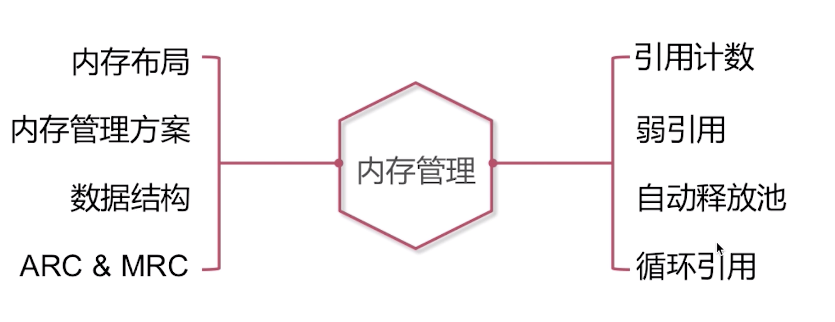 内存布局
内存管理方案
数据结构
ARC & MRC
内存管理
引用计数
弱引用
自动释放池
循环引用